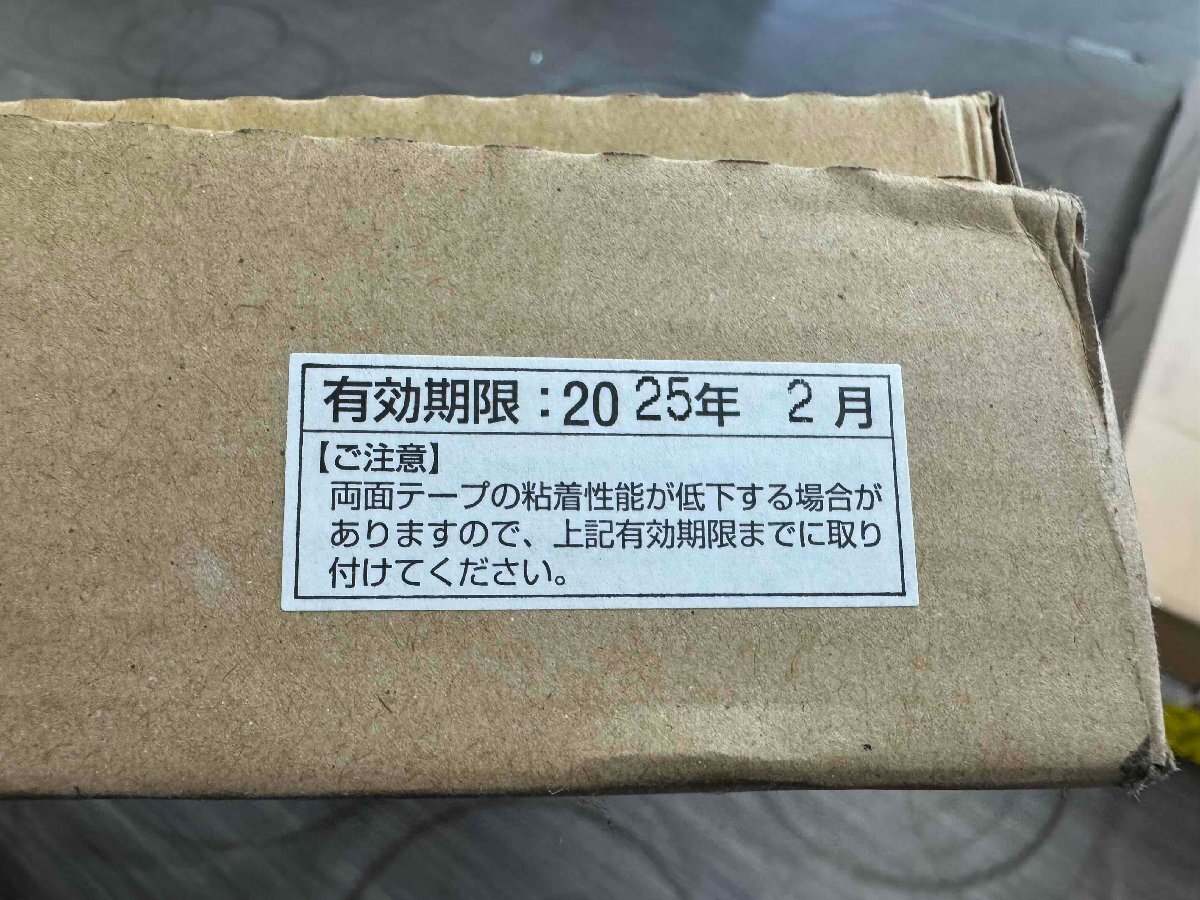 有効期限:2025年 2月
【ご注意】
両面テープの粘着性能が低下する場合が
ありますので、上記有効期限までに取り
付けてください。